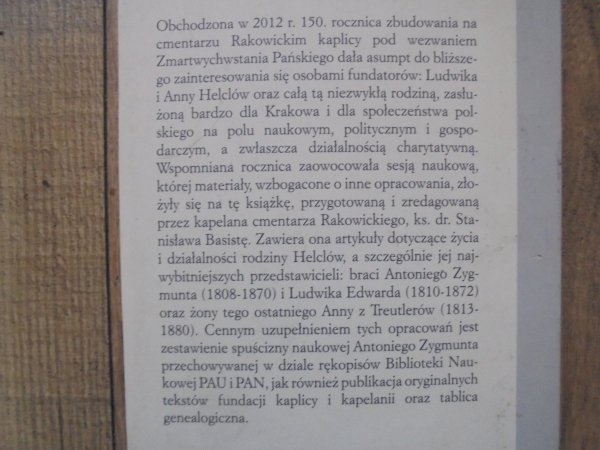 Obchodzona w 2012 r. 150. rocznica zbudowania na
cmentarzu Rakowickim kaplicy pod wezwaniem
Zmartwychwstania Pańskiego dała asumpt do bliższe-
go zainteresowania się osobami fundatorów: Ludwika
i Anny Helclów oraz całą tą niezwykłą rodziną, zasłu-
żoną bardzo dla Krakowa i dla społeczeństwa pol-
skiego na polu naukowym, politycznym i gospo-
darczym, a zwłaszcza działalnością charytatywną.
Wspomniana rocznica zaowocowała sesją naukową,
której materiały, wzbogacone o inne opracowania, zło-
żyły się na tę książkę, przygotowaną i zredagowaną
przez kapelana cmentarza Rakowickiego, ks. dr. Sta-
nisława Basistę. Zawiera ona artykuły dotyczące życia
i działalności rodziny Helclów, a szczególnie jej naj-
wybitniejszych przedstawicieli: braci Antoniego Zyg-
munta (1808-1870) i Ludwika Edwarda (1810-1872)
oraz żony tego ostatniego Anny z Treutlerów (1813-
1880). Cennym uzupełnieniem tych opracowań jest
zestawienie spuścizny naukowej Antoniego Zygmunta
przechowywanej w dziale rękopisów Biblioteki Nau-
kowej PAU i PAN, jak również publikacja oryginalnych
tekstów fundacji kaplicy i kapelanii oraz tablica
genealogiczna.